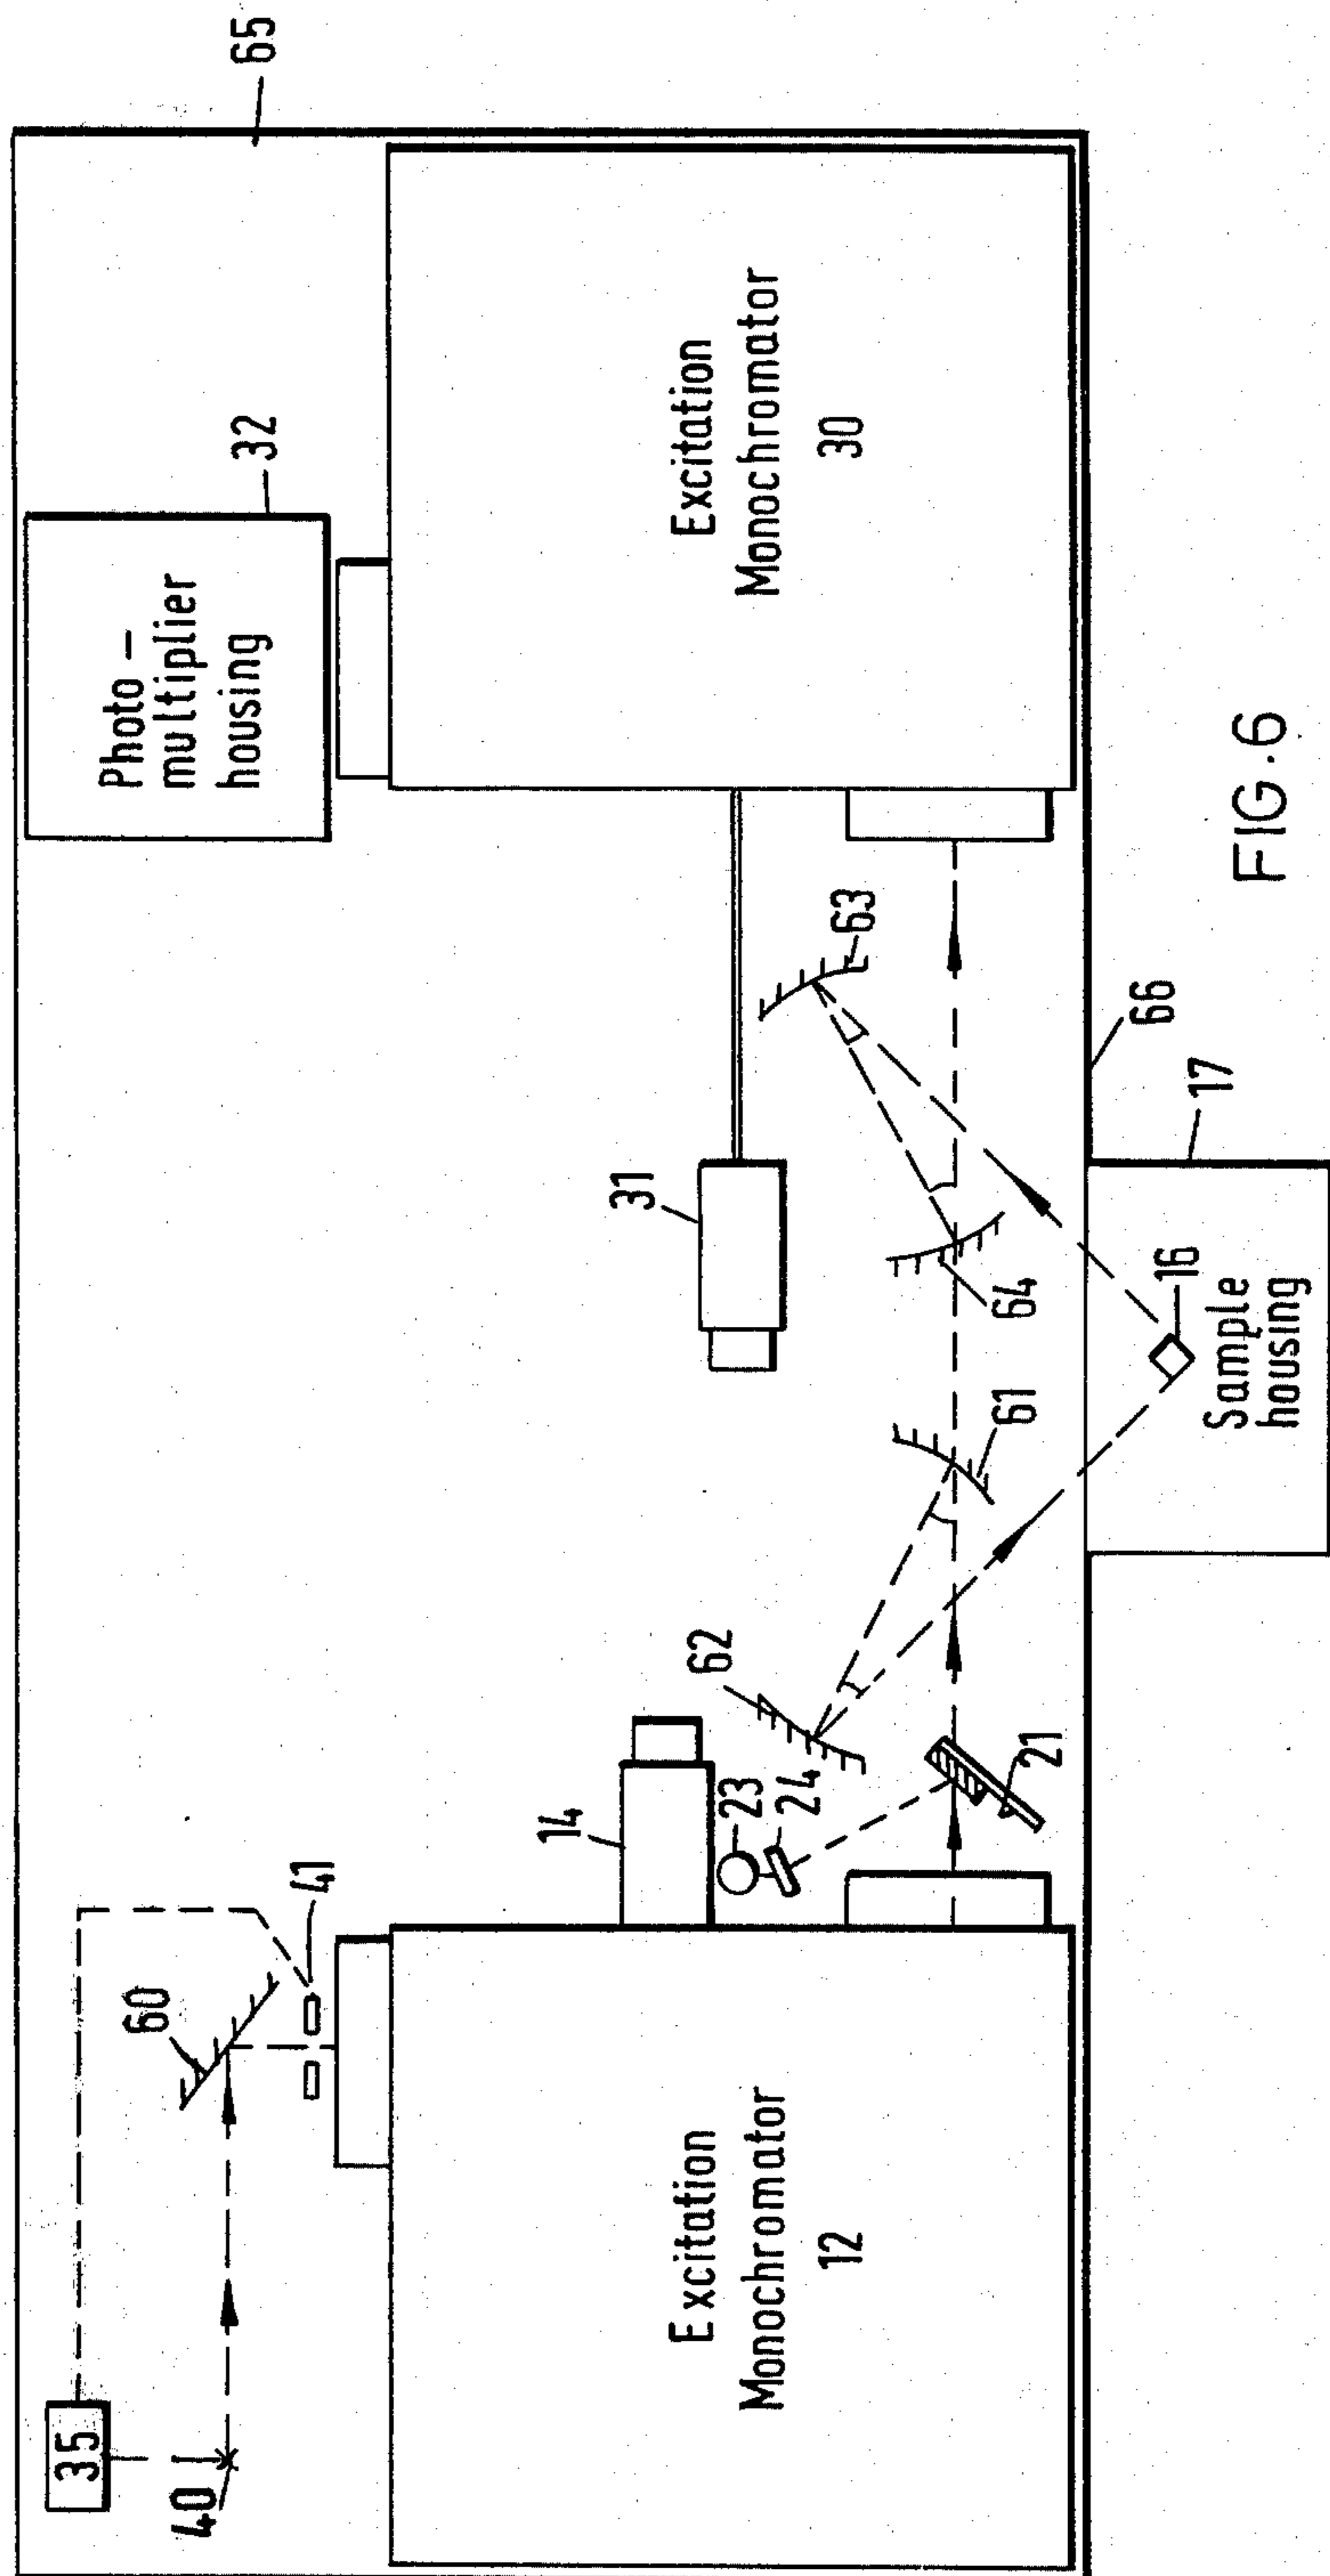 65
32
Photo –
multiplier
housing
Excitation
Monochromator
30
31
63
64
66
17
16
Sample
housing
61
62
14
23
24
21
41
60
35
40
Excitation
Monochromator
12
FIG.6